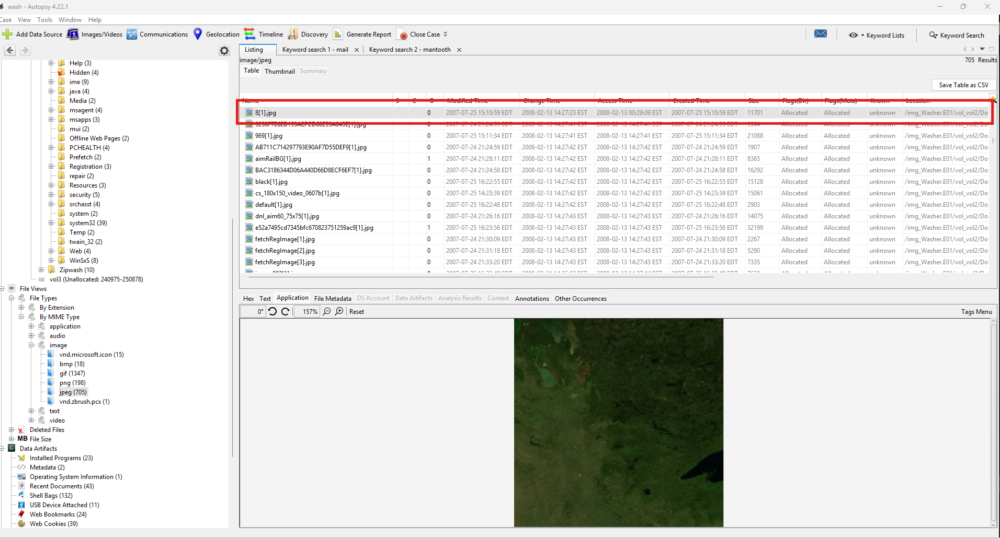 wash - Autopsy 4.22.1
Case View Tools Window Help
Add Data Source Images/Videos Communications Geolocation Timeline Discovery Generate Report Close Case Keyword Lists Keyword Search
Help (3)
Hidden (4)
ime (9)
java (4)
Media (2)
msagent (4)
msapps (3)
mui (2)
Offline Web Pages (2)
PCHEALTH (4)
Prefetch (2)
Registration (3)
repair (2)
Resources (3)
security (5)
srchasst (4)
system (2)
system32 (39)
Temp (2)
twain_32 (2)
Web (4)
WinSxS (8)
Zipwash (10)
vol3 (Unallocated: 240975-250878)
File Views
File Types
By Extension
By MIME Type
application
audio
image
vnd.microsoft.icon (15)
bmp (18)
gif (1347)
png (198)
jpeg (705)
vnd.zbrush.pcx (1)
text
video
Deleted Files
MB File Size
Data Artifacts
Installed Programs (23)
Metadata (2)
Operating System Information (1)
Recent Documents (43)
Shell Bags (132)
USB Device Attached (11)
Web Bookmarks (24)
Web Cookies (39)
Listing Keyword search 1 - mail Keyword search 2 - mantooth
image/jpeg 705 Results
Table Thumbnail Summary
Save Table as CSV
Name S C O Modified Time Change Time Access Time Created Time Size Flags(Dir) Flags(Meta) Known Location
8[1].jpg 0 2007-07-25 15:10:59 EDT 2008-02-13 14:27:23 EST 2008-02-13 00:29:09 EST 2007-07-25 15:10:59 EDT 11701 Allocated Allocated unknown /img_Washer.E01/vol_vol2/Do
0 Allocated Allocated unknown /img_Washer.E01/vol_vol2/Do
969[1].jpg 0 2007-07-25 15:11:34 EDT 2008-02-13 14:27:41 EST 2008-02-13 14:27:41 EST 2007-07-25 15:11:34 EDT 21088 Allocated Allocated unknown /img_Washer.E01/vol_vol2/Do
AB711C714297793E90AF7D55DEF9[1].jpg 0 2007-07-24 21:24:59 EDT 2008-02-13 14:27:42 EST 2008-02-13 14:27:42 EST 2007-07-24 21:24:59 EDT 1907 Allocated Allocated unknown /img_Washer.E01/vol_vol2/Do
aimRailBG[1].jpg 1 2007-07-24 21:28:11 EDT 2008-02-13 14:27:42 EST 2008-02-13 14:27:42 EST 2007-07-24 21:28:11 EDT 8365 Allocated Allocated unknown /img_Washer.E01/vol_vol2/Do
BAC3186344D06A440D66D8ECF6EF7[1].jpg 0 2007-07-24 21:24:58 EDT 2008-02-13 14:27:42 EST 2008-02-13 14:27:42 EST 2007-07-24 21:24:58 EDT 16292 Allocated Allocated unknown /img_Washer.E01/vol_vol2/Do
black[1].jpg 0 2007-07-25 16:22:55 EDT 2008-02-13 14:27:42 EST 2008-02-13 14:27:42 EST 2007-07-25 16:22:55 EDT 15128 Allocated Allocated unknown /img_Washer.E01/vol_vol2/Do
cs_180x150_video_0607b[1].jpg 0 2007-07-25 14:23:39 EDT 2008-02-13 14:27:42 EST 2008-02-13 14:27:42 EST 2007-07-25 14:23:39 EDT 15061 Allocated Allocated unknown /img_Washer.E01/vol_vol2/Do
default[1].jpg 0 2007-07-25 16:22:48 EDT 2008-02-13 14:27:42 EST 2008-02-13 14:27:42 EST 2007-07-25 16:22:48 EDT 2903 Allocated Allocated unknown /img_Washer.E01/vol_vol2/Do
dnl_aim60_75x75[1].jpg 0 2007-07-24 21:26:16 EDT 2008-02-13 14:27:43 EST 2008-02-13 14:27:43 EST 2007-07-24 21:26:16 EDT 14075 Allocated Allocated unknown /img_Washer.E01/vol_vol2/Do
e52a7495cd7345bfc670823751259ac9[1].jpg 1 2007-07-25 16:23:56 EDT 2008-02-13 14:27:43 EST 2008-02-13 14:27:43 EST 2007-07-25 16:23:56 EDT 32199 Allocated Allocated unknown /img_Washer.E01/vol_vol2/Do
fetchRegImage[1].jpg 0 2007-07-24 21:30:09 EDT 2008-02-13 14:27:43 EST 2008-02-13 14:27:43 EST 2007-07-24 21:30:09 EDT 2267 Allocated Allocated unknown /img_Washer.E01/vol_vol2/Do
fetchRegImage[2].jpg 0 2007-07-24 21:31:18 EDT 2008-02-13 14:27:43 EST 2008-02-13 14:27:43 EST 2007-07-24 21:31:18 EDT 5290 Allocated Allocated unknown /img_Washer.E01/vol_vol2/Do
fetchRegImage[3].jpg 0 2007-07-24 21:33:20 EDT 2008-02-13 14:27:43 EST 2008-02-13 14:27:43 EST 2007-07-24 21:33:20 EDT 7335 Allocated Allocated unknown /img_Washer.E01/vol_vol2/Do
Hex Text Application File Metadata OS Account Data Artifacts Analysis Results Context Annotations Other Occurrences
0° 157% Reset Tags Menu